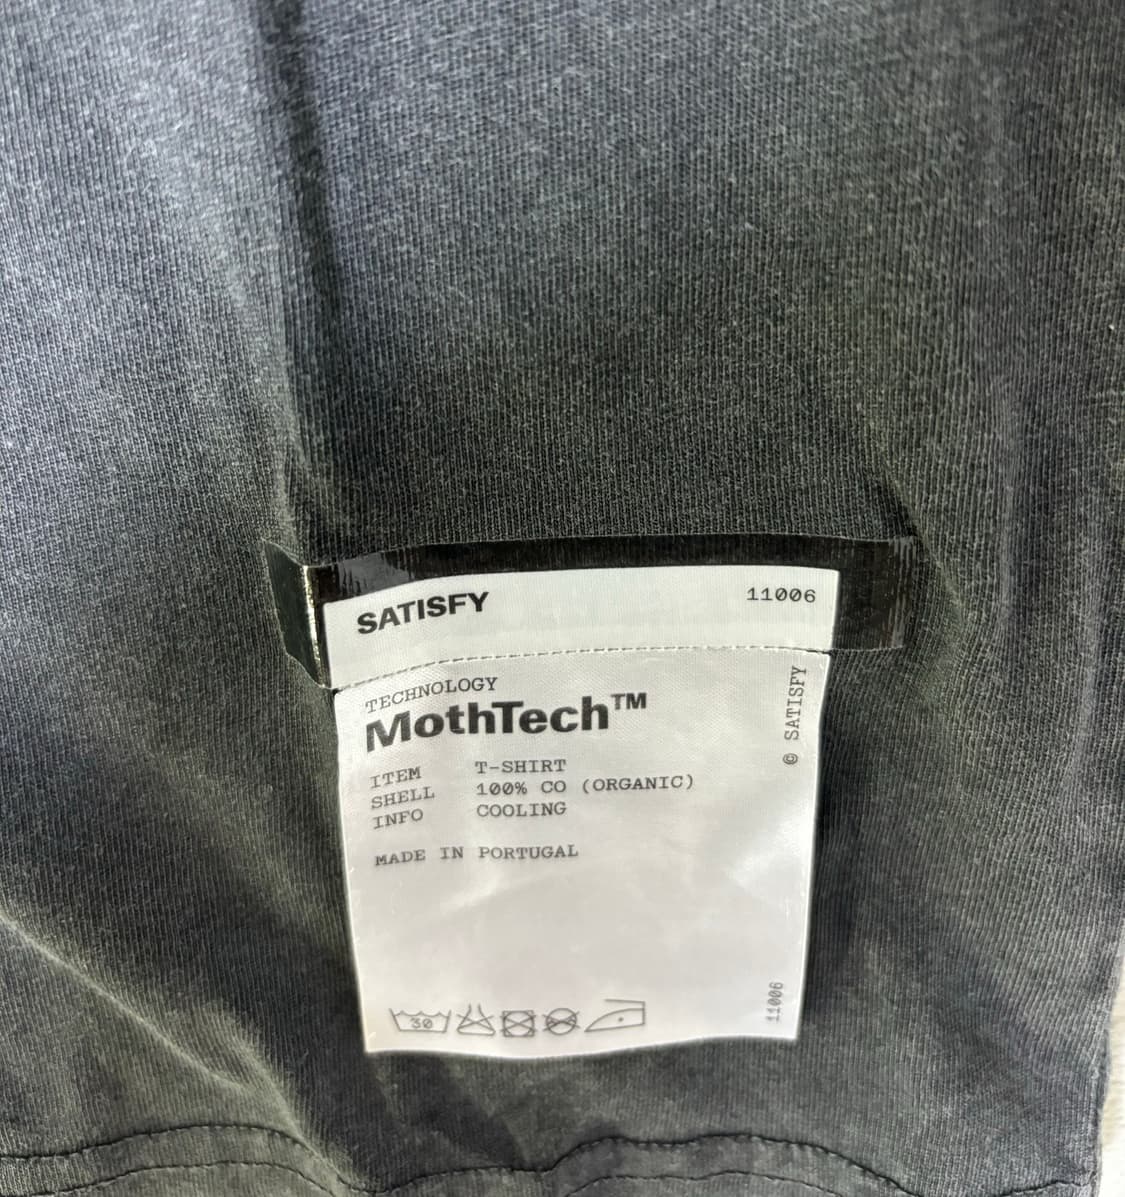 SATISFY 11006
TECHNOLOGY
MothTech™
ITEM T-SHIRT
SHELL 100% CO (ORGANIC)
INFO COOLING
MADE IN PORTUGAL
© SATISFY
30
11006